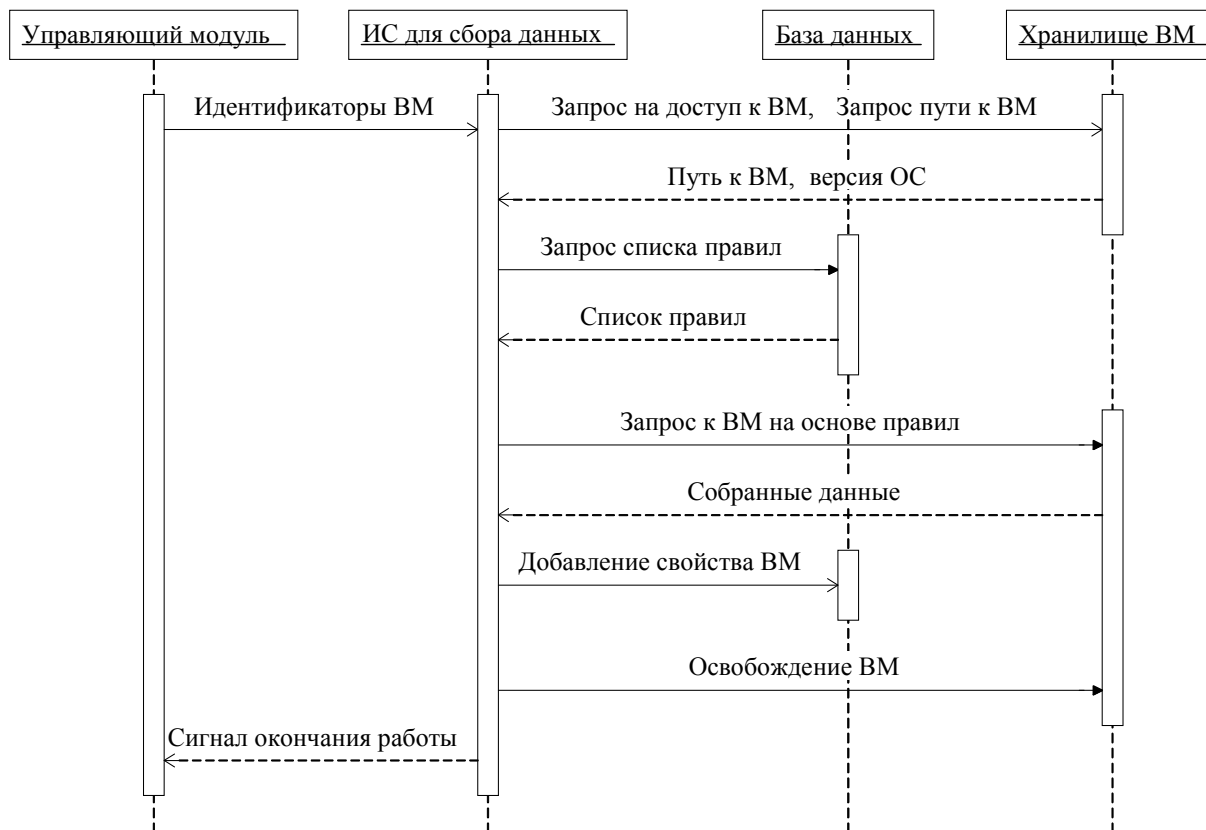 Управляющий модуль
ИС для сбора данных
База данных
Хранилище ВМ
Идентификаторы ВМ
Запрос на доступ к ВМ, Запрос пути к ВМ
Путь к ВМ, версия ОС
Запрос списка правил
Список правил
Запрос к ВМ на основе правил
Собранные данные
Добавление свойства ВМ
Освобождение ВМ
Сигнал окончания работы